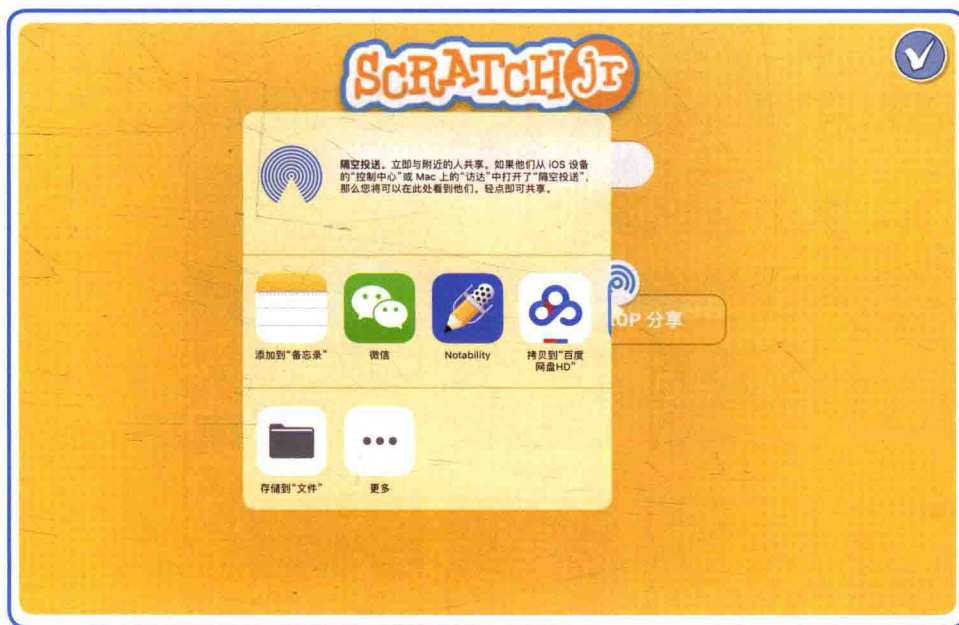 SCRATCHJr
隔空投送。立即与附近的人共享。如果他们从 iOS 设备
的“控制中心”或 Mac 上的“访达”中打开了“隔空投送”，
那么您将可以在此处看到他们。轻点即可共享。
OP 分享
添加到“备忘录”
微信
Notability
拷贝到“百度
网盘HD”
存储到“文件”
更多